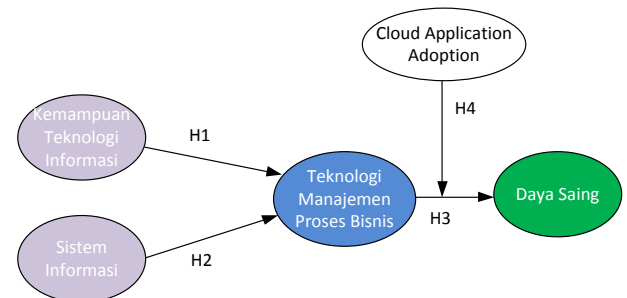 Cloud Application
Adoption
Kemampuan
Teknologi
Informasi
H1
H4
Teknologi
Manajemen
Proses Bisnis
H3
Daya Saing
Sistem
Informasi
H2